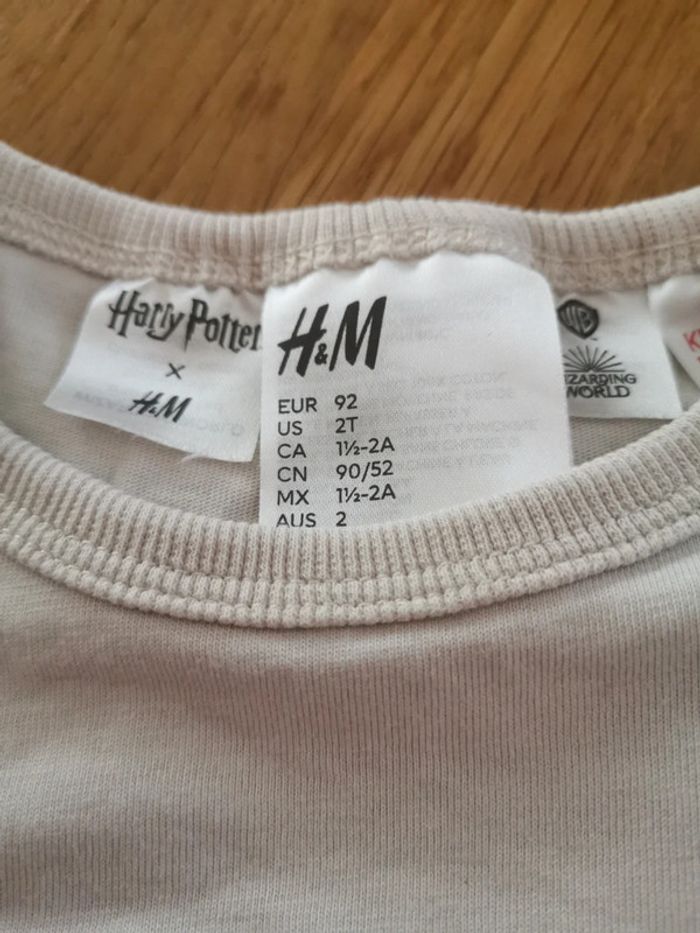 Harry Potter
x
H&M
H&M
EUR 92
US 2T
CA 1½-2A
CN 90/52
MX 1½-2A
AUS 2
WB
ZARDING
WORLD
K